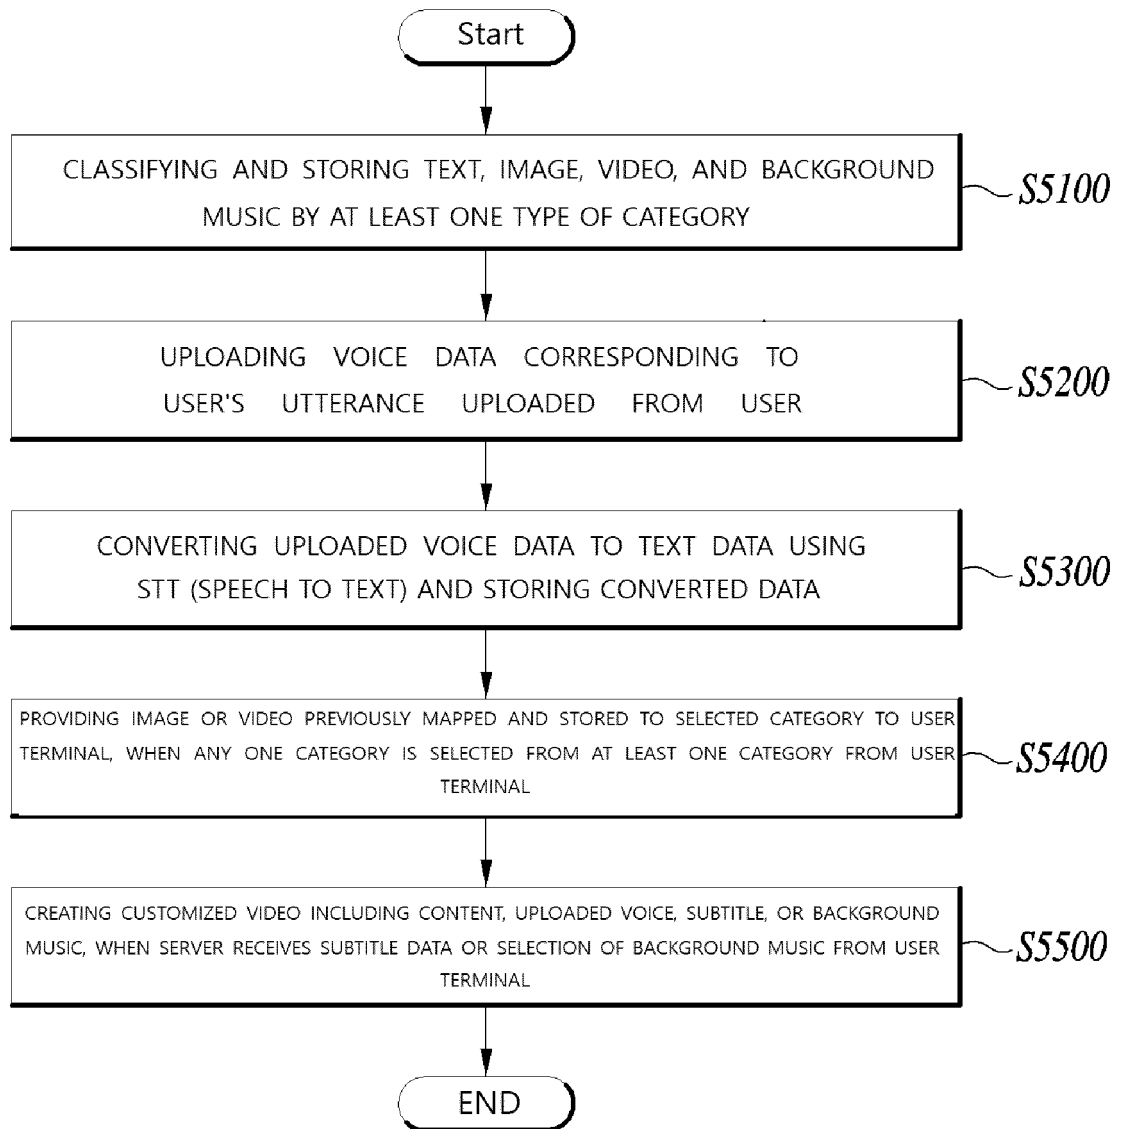 Start
CLASSIFYING AND STORING TEXT, IMAGE, VIDEO, AND BACKGROUND
MUSIC BY AT LEAST ONE TYPE OF CATEGORY
S5100
UPLOADING VOICE DATA CORRESPONDING TO
USER'S UTTERANCE UPLOADED FROM USER
S5200
CONVERTING UPLOADED VOICE DATA TO TEXT DATA USING
STT (SPEECH TO TEXT) AND STORING CONVERTED DATA
S5300
PROVIDING IMAGE OR VIDEO PREVIOUSLY MAPPED AND STORED TO SELECTED CATEGORY TO USER
TERMINAL, WHEN ANY ONE CATEGORY IS SELECTED FROM AT LEAST ONE CATEGORY FROM USER
TERMINAL
S5400
CREATING CUSTOMIZED VIDEO INCLUDING CONTENT, UPLOADED VOICE, SUBTITLE, OR BACKGROUND
MUSIC, WHEN SERVER RECEIVES SUBTITLE DATA OR SELECTION OF BACKGROUND MUSIC FROM USER
TERMINAL
S5500
END